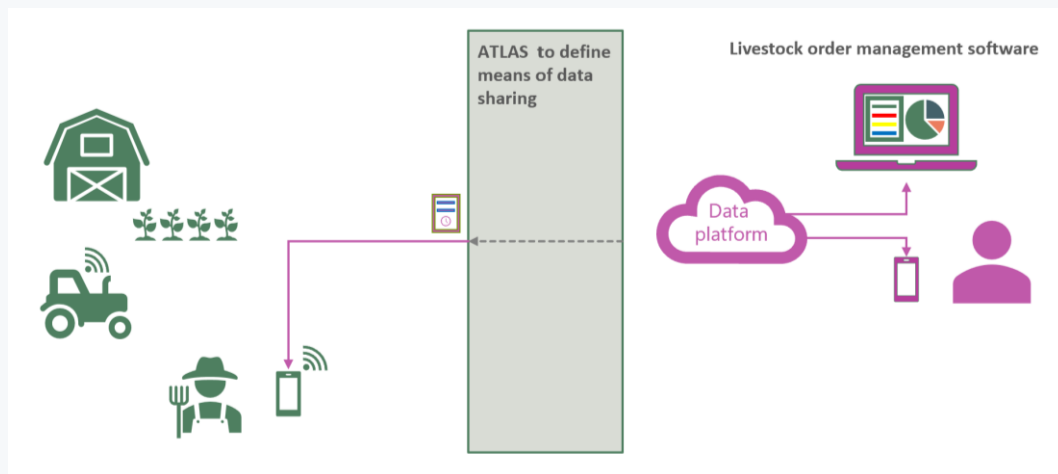 ATLAS to define
means of data
sharing
Livestock order management software
Data
platform